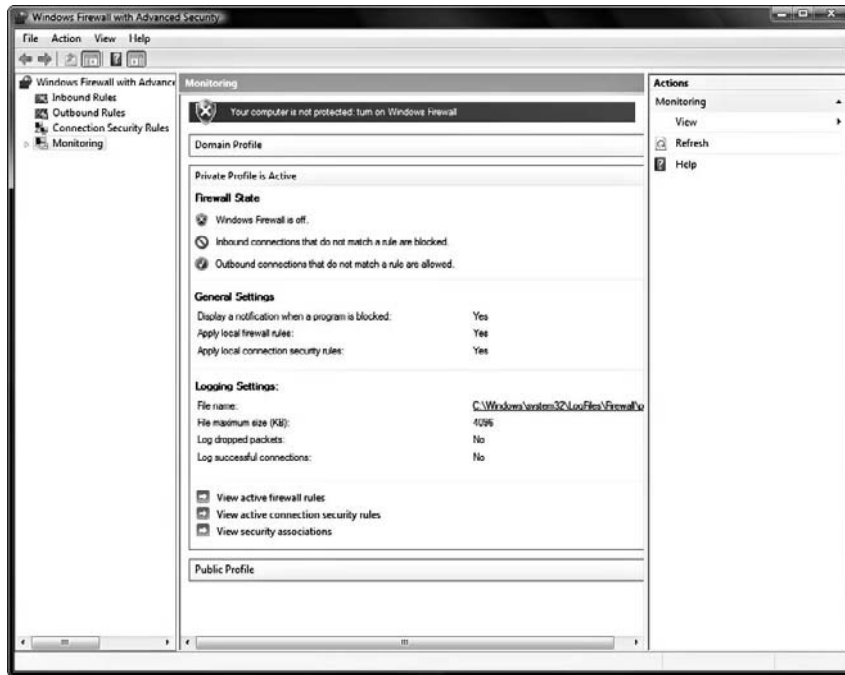 Windows Firewall with Advanced Security
File Action View Help
Windows Firewall with Advance
Inbound Rules
Outbound Rules
Connection Security Rules
Monitoring
Monitoring
Your computer is not protected: turn on Windows Firewall
Domain Profile
Private Profile is Active
Firewall State
Windows Firewall is off.
Inbound connections that do not match a rule are blocked.
Outbound connections that do not match a rule are allowed.
General Settings
Display a notification when a program is blocked: Yes
Apply local firewall rules: Yes
Apply local connection security rules: Yes
Logging Settings:
File name: C:\Windows\system32\LogFiles\Firewall\p
File maximum size (KB): 4096
Log dropped packets: No
Log successful connections: No
View active firewall rules
View active connection security rules
View security associations
Public Profile
Actions
Monitoring
View
Refresh
Help